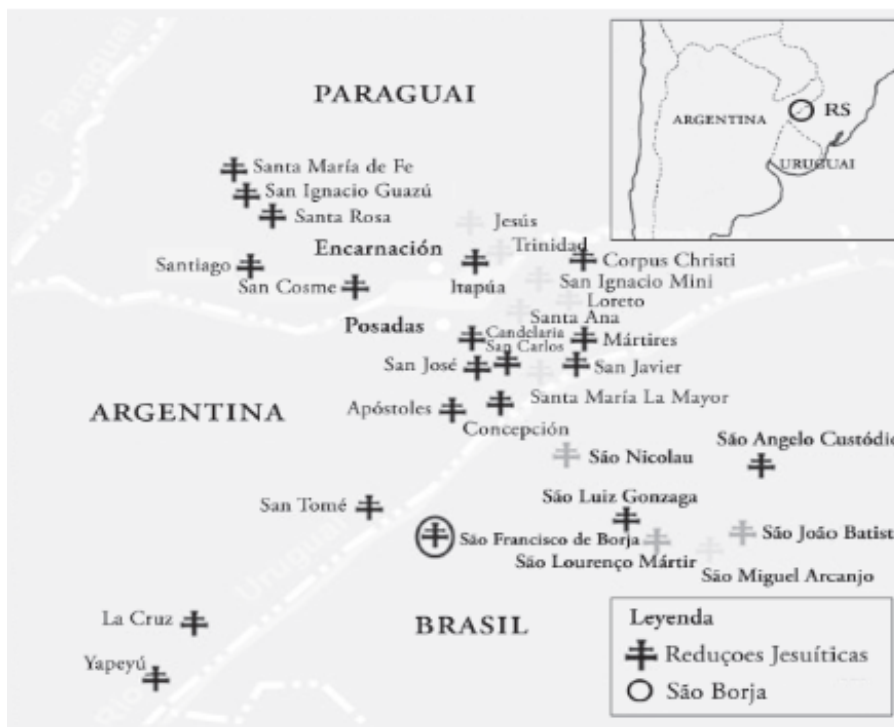 PARAGUAI
Rio Paraguai
ARGENTINA
RS
URUGUAI
Santa María de Fe
San Ignacio Guazú
Santa Rosa
Jesús
Encarnación
Trinidad
Santiago
Corpus Christi
San Cosme
Itapúa
San Ignacio Mini
Loreto
Santa Ana
Posadas
Candelaria
San Carlos
Mártires
San José
San Javier
ARGENTINA
Apóstoles
Santa María La Mayor
Concepción
São Nicolau
São Angelo Custódio
São Luiz Gonzaga
San Tomé
São Francisco de Borja
São João Batist
São Lourenço Mártir
São Miguel Arcanjo
Rio Uruguai
La Cruz
BRASIL
Yapeyú
Leyenda
Reduçoes Jesuíticas
São Borja